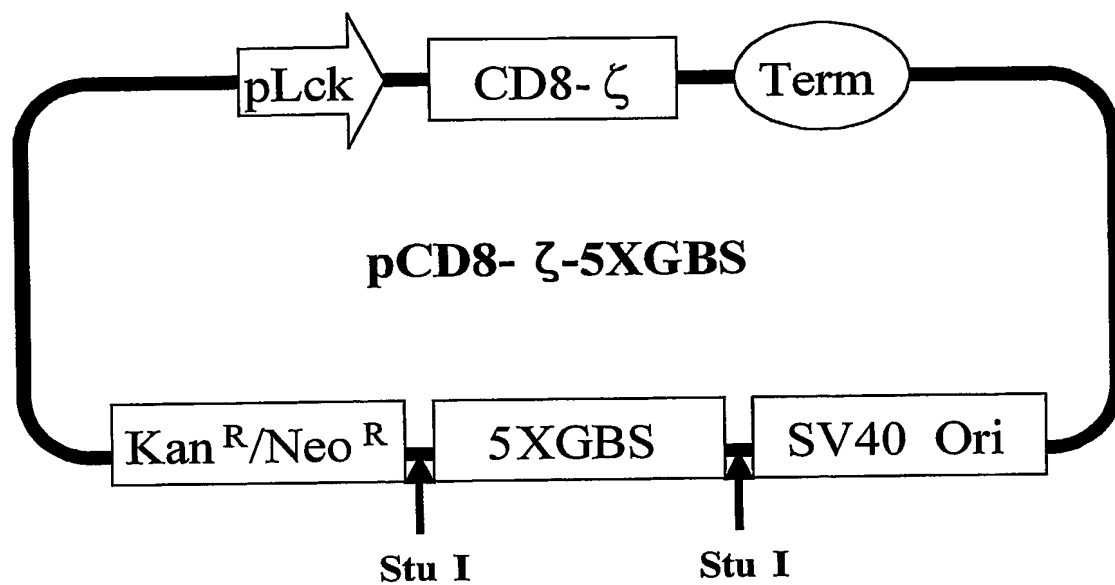 pLck
CD8- ζ
Term
pCD8- ζ-5XGBS
Kan R/Neo R
5XGBS
SV40 Ori
Stu I
Stu I